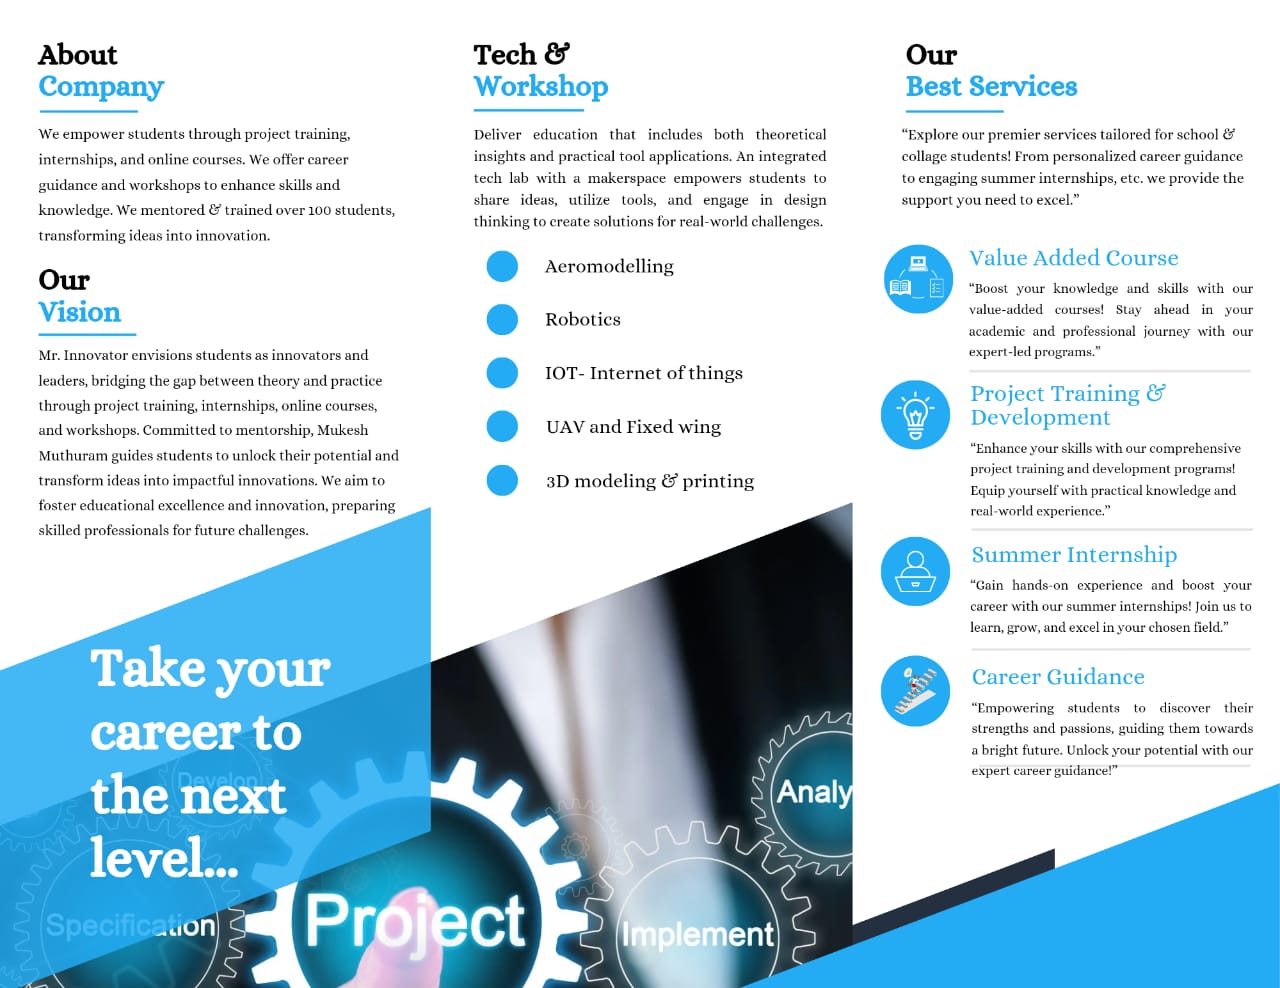 About
Company
We empower students through project training,
internships, and online courses. We offer career
guidance and workshops to enhance skills and
knowledge. We mentored & trained over 100 students,
transforming ideas into innovation.
Our
Vision
Mr. Innovator envisions students as innovators and
leaders, bridging the gap between theory and practice
through project training, internships, online courses,
and workshops. Committed to mentorship, Mukesh
Muthuram guides students to unlock their potential and
transform ideas into impactful innovations. We aim to
foster educational excellence and innovation, preparing
skilled professionals for future challenges.
Take your
career to
the next
level...
Tech &
Workshop
Deliver education that includes both theoretical
insights and practical tool applications. An integrated
tech lab with a makerspace empowers students to
share ideas, utilize tools, and engage in design
thinking to create solutions for real-world challenges.
Aeromodelling
Robotics
IOT- Internet of things
UAV and Fixed wing
3D modeling & printing
Develop
Specification
Project
Implement
Analy
Our
Best Services
“Explore our premier services tailored for school &
collage students! From personalized career guidance
to engaging summer internships, etc. we provide the
support you need to excel.”
Value Added Course
“Boost your knowledge and skills with our
value-added courses! Stay ahead in your
academic and professional journey with our
expert-led programs.”
Project Training &
Development
“Enhance your skills with our comprehensive
project training and development programs!
Equip yourself with practical knowledge and
real-world experience.”
Summer Internship
“Gain hands-on experience and boost your
career with our summer internships! Join us to
learn, grow, and excel in your chosen field.”
Career Guidance
“Empowering students to discover their
strengths and passions, guiding them towards
a bright future. Unlock your potential with our
expert career guidance!”